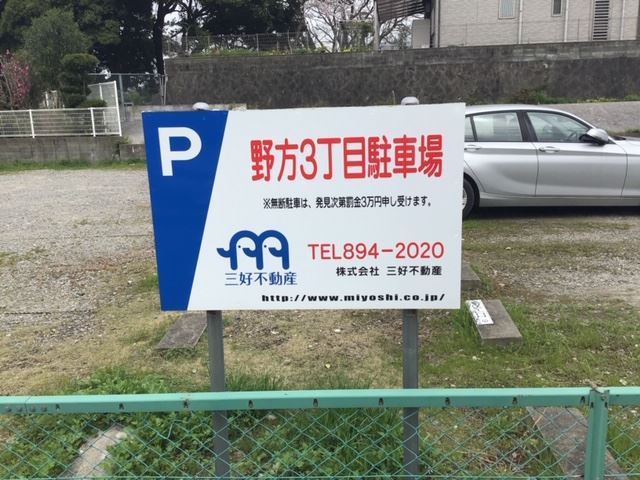 P
野方3丁目駐車場
※無断駐車は、発見次第罰金3万円申し受けます。
三好不動産
TEL894-2020
株式会社 三好不動産
http://www.miyoshi.co.jp/